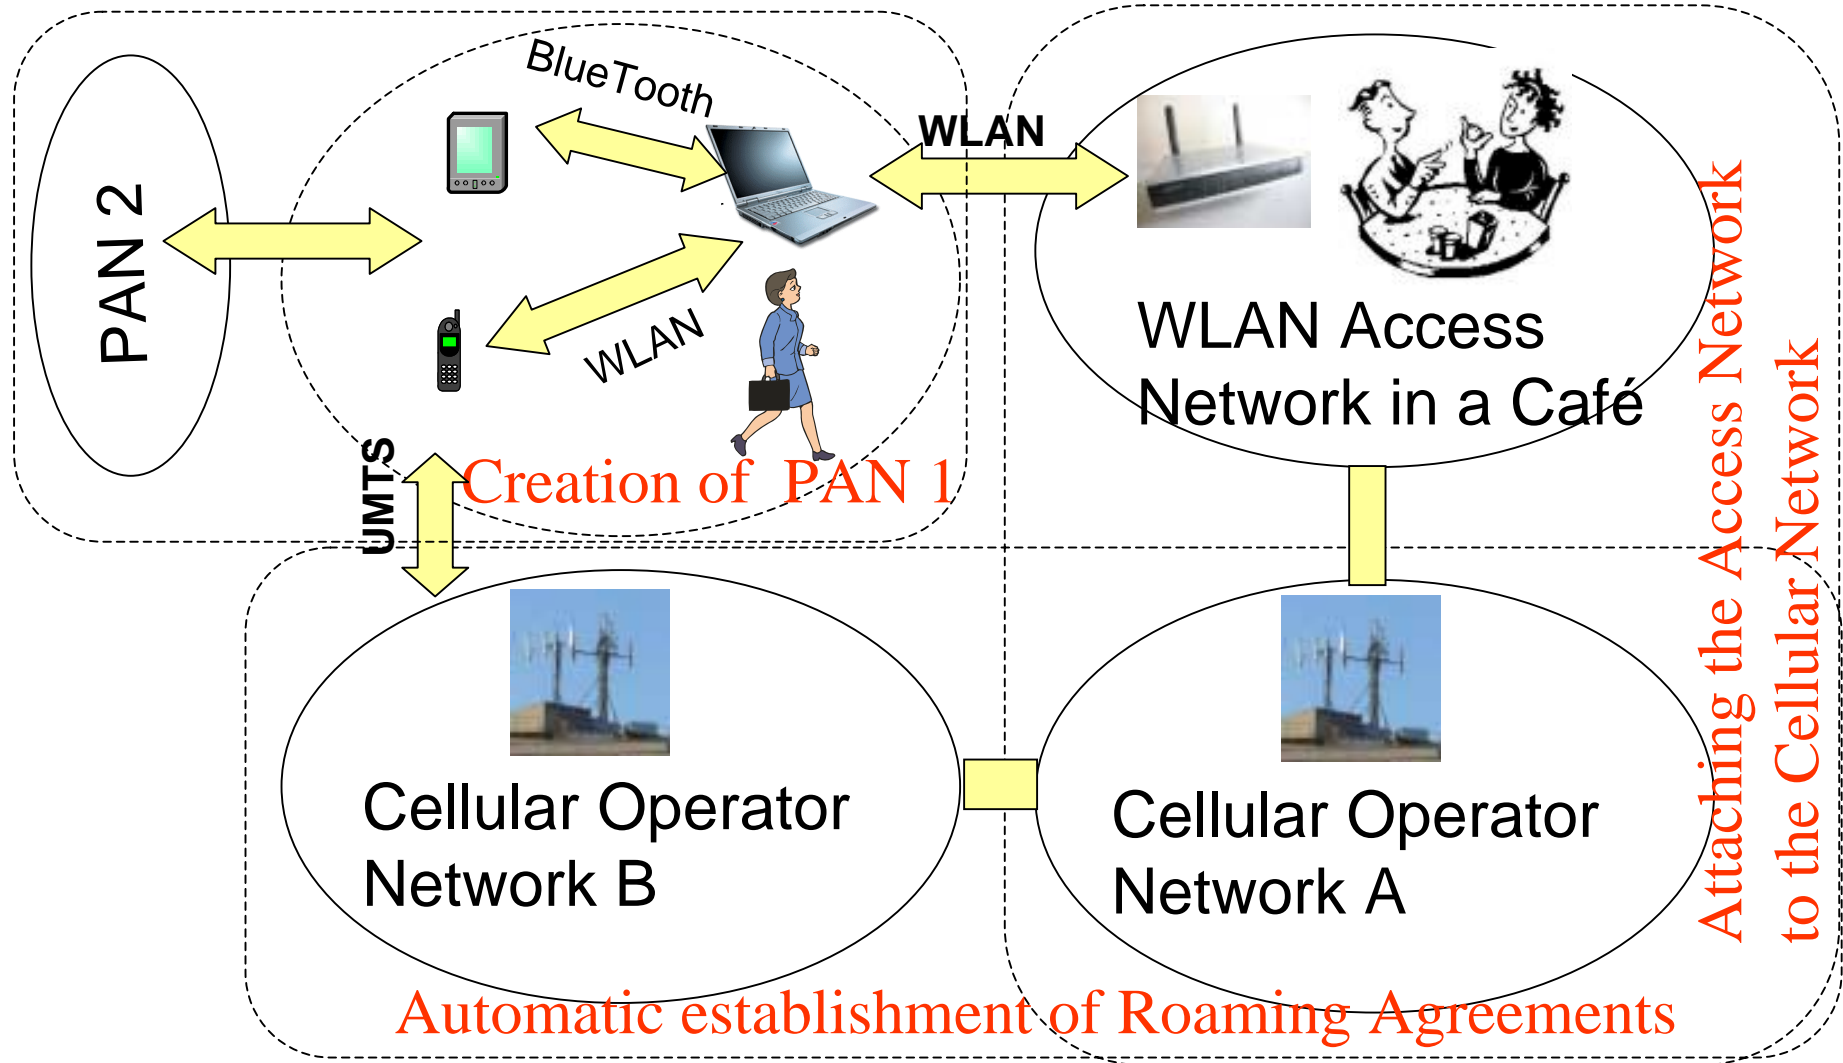 BlueTooth
WLAN
PAN 2
WLAN
WLAN Access
Network in a Café
UMTS
Creation of PAN 1
Attaching the Access Network
to the Cellular Network
Cellular Operator
Network B
Cellular Operator
Network A
Automatic establishment of Roaming Agreements